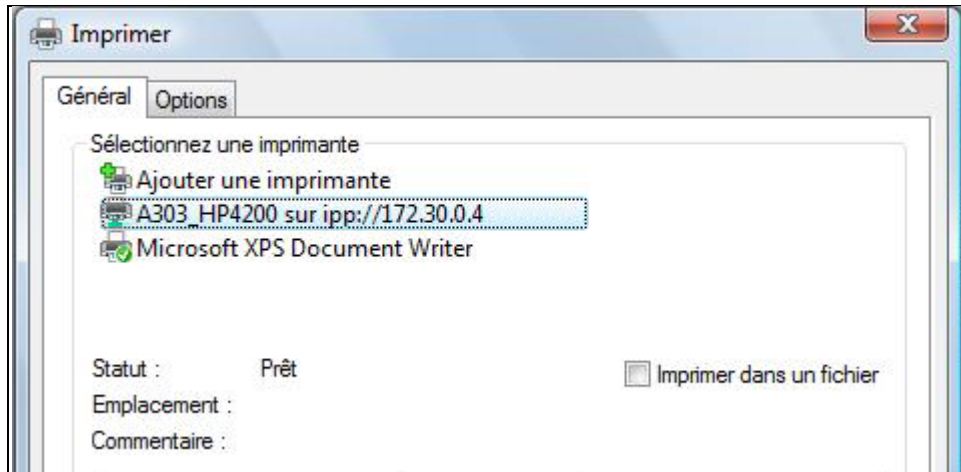 Imprimer
Général Options
Sélectionnez une imprimante
Ajouter une imprimante
A303_HP4200 sur ipp://172.30.0.4
Microsoft XPS Document Writer
Statut : Prêt Imprimer dans un fichier
Emplacement :
Commentaire :